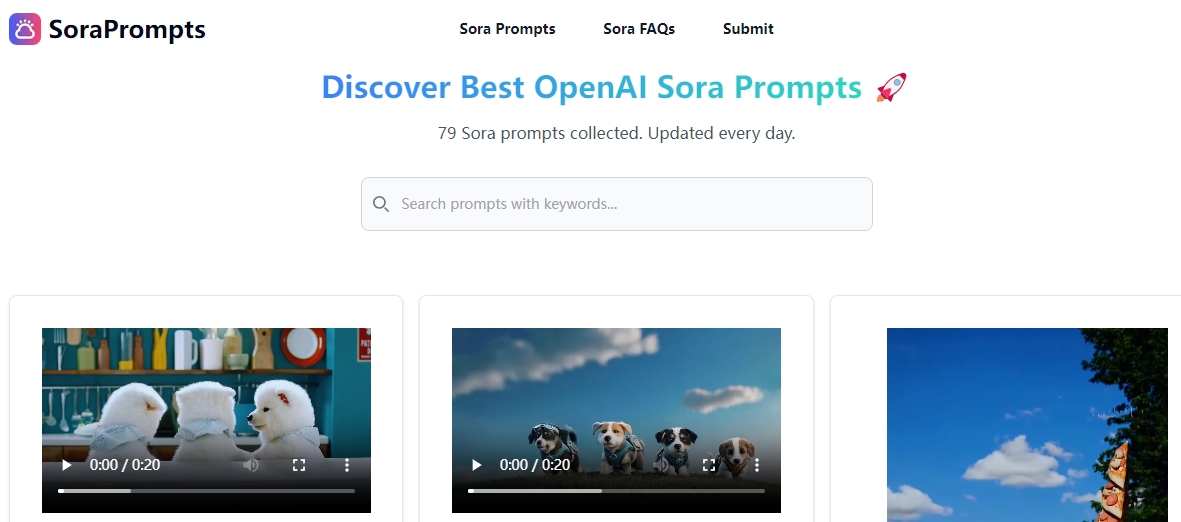 SoraPrompts
Sora Prompts
Sora FAQs
Submit
Discover Best OpenAI Sora Prompts 🚀
79 Sora prompts collected. Updated every day.
Search prompts with keywords...
0:00 / 0:20
0:00 / 0:20